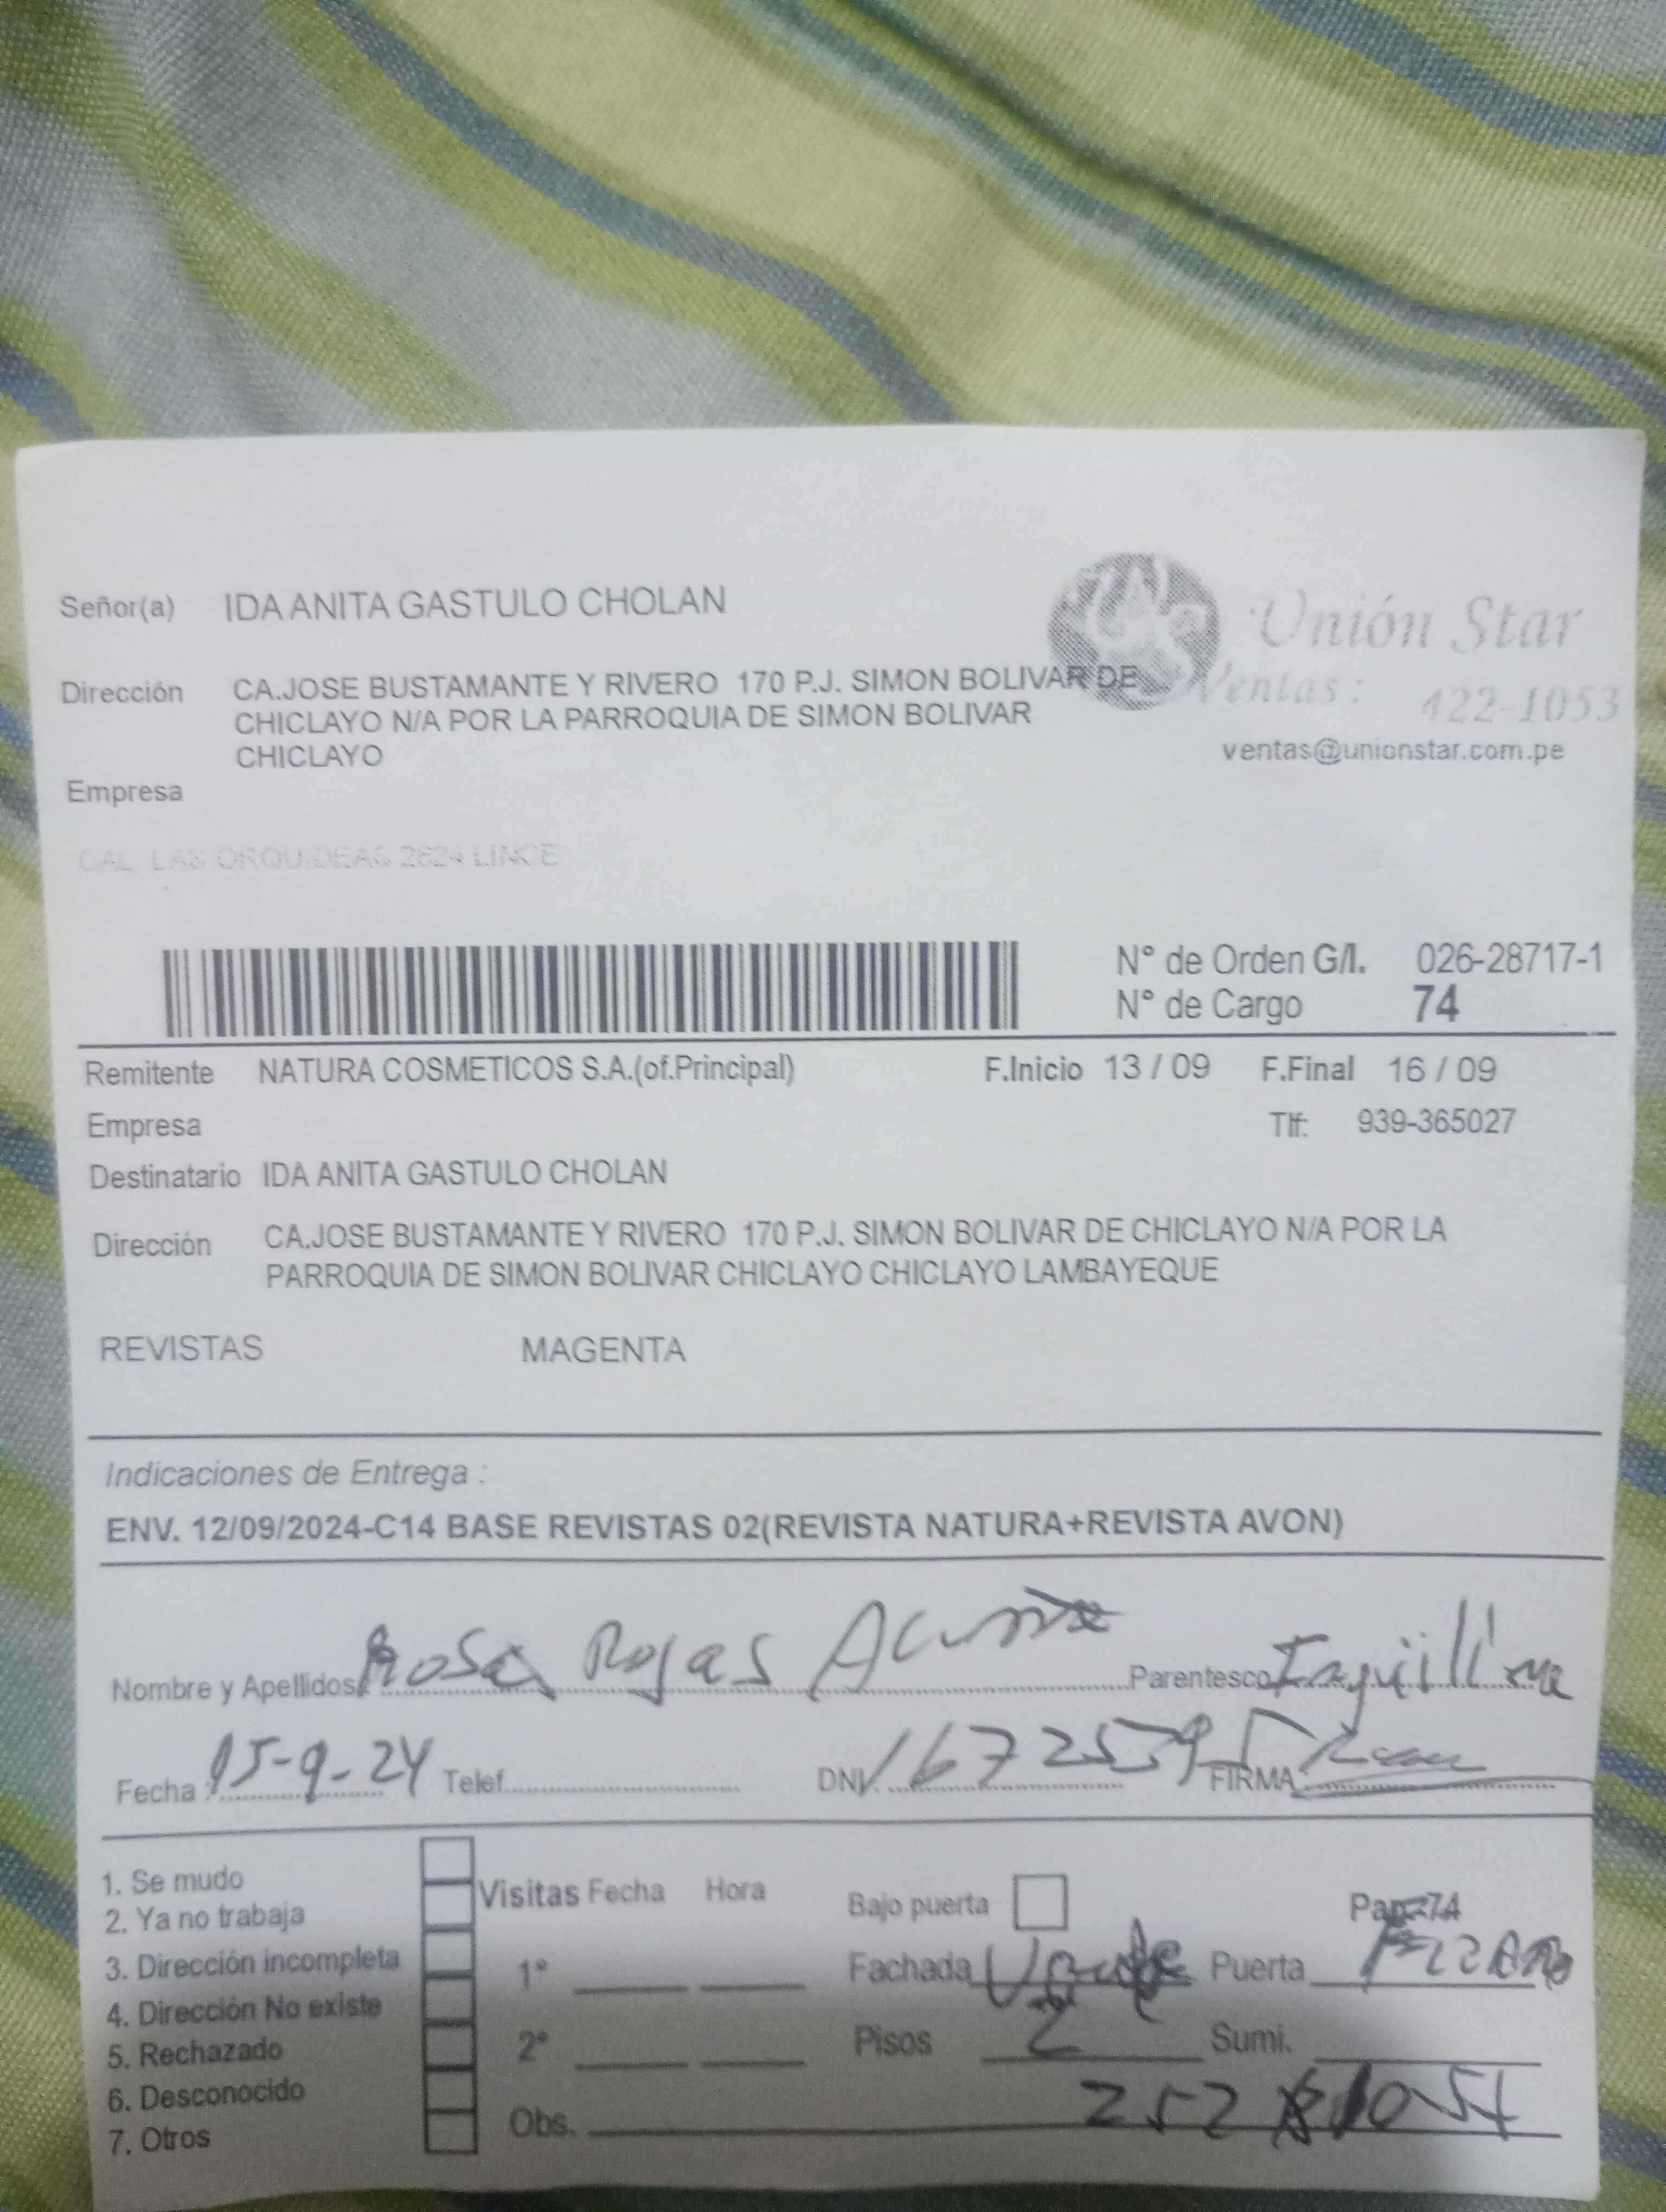 Señor(a) IDA ANITA GASTULO CHOLAN
Unión Star
Dirección CA.JOSE BUSTAMANTE Y RIVERO 170 P.J. SIMON BOLIVAR DE
Ventas: 422-1053
CHICLAYO N/A POR LA PARROQUIA DE SIMON BOLIVAR
CHICLAYO
ventas@unionstar.com.pe
Empresa
CAL. LAS ORQUIDEAS 2624 LINCE
N° de Orden G/I. 026-28717-1
N° de Cargo 74
Remitente NATURA COSMETICOS S.A.(of.Principal) F.Inicio 13 / 09 F.Final 16 / 09
Empresa Tlf: 939-365027
Destinatario IDA ANITA GASTULO CHOLAN
Dirección CA.JOSE BUSTAMANTE Y RIVERO 170 P.J. SIMON BOLIVAR DE CHICLAYO N/A POR LA
PARROQUIA DE SIMON BOLIVAR CHICLAYO CHICLAYO LAMBAYEQUE
REVISTAS MAGENTA
Indicaciones de Entrega :
ENV. 12/09/2024-C14 BASE REVISTAS 02(REVISTA NATURA+REVISTA AVON)
Nombre y Apellidos Rosa Rojas Acuña Parentesco Inquilina
Fecha : 15-9-24 Telef. DNI. FIRMA
1. Se mudo
2. Ya no trabaja
3. Dirección incompleta
4. Dirección No existe
5. Rechazado
6. Desconocido
7. Otros
Visitas Fecha Hora
1°
2°
Obs.
Bajo puerta
Fachada Puerta
Pisos 2 Sumi.